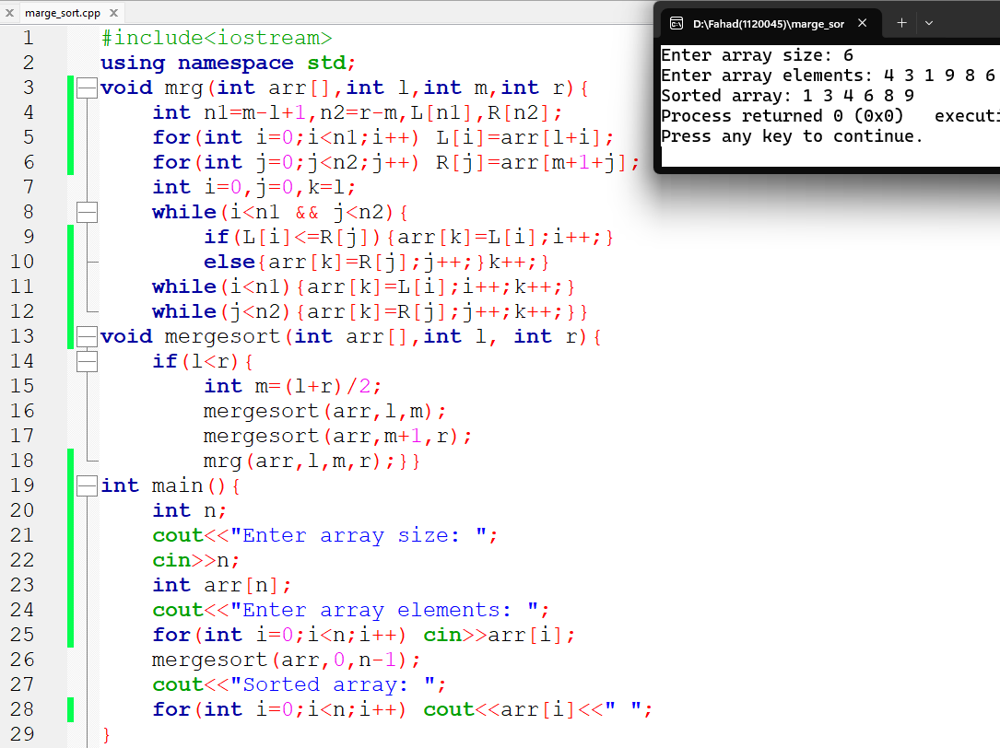 marge_sort.cpp
1 #include<iostream>
2 using namespace std;
3 void mrg(int arr[],int l,int m,int r){
4 int n1=m-l+1,n2=r-m,L[n1],R[n2];
5 for(int i=0;i<n1;i++) L[i]=arr[l+i];
6 for(int j=0;j<n2;j++) R[j]=arr[m+1+j];
7 int i=0,j=0,k=l;
8 while(i<n1 && j<n2){
9 if(L[i]<=R[j]){arr[k]=L[i];i++;}
10 else{arr[k]=R[j];j++;}k++;}
11 while(i<n1){arr[k]=L[i];i++;k++;}
12 while(j<n2){arr[k]=R[j];j++;k++;}}
13 void mergesort(int arr[],int l, int r){
14 if(l<r){
15 int m=(l+r)/2;
16 mergesort(arr,l,m);
17 mergesort(arr,m+1,r);
18 mrg(arr,l,m,r);}}
19 int main(){
20 int n;
21 cout<<"Enter array size: ";
22 cin>>n;
23 int arr[n];
24 cout<<"Enter array elements: ";
25 for(int i=0;i<n;i++) cin>>arr[i];
26 mergesort(arr,0,n-1);
27 cout<<"Sorted array: ";
28 for(int i=0;i<n;i++) cout<<arr[i]<<" ";
29 }
D:\Fahad(1120045)\marge_sor
Enter array size: 6
Enter array elements: 4 3 1 9 8 6
Sorted array: 1 3 4 6 8 9
Process returned 0 (0x0) executi
Press any key to continue.